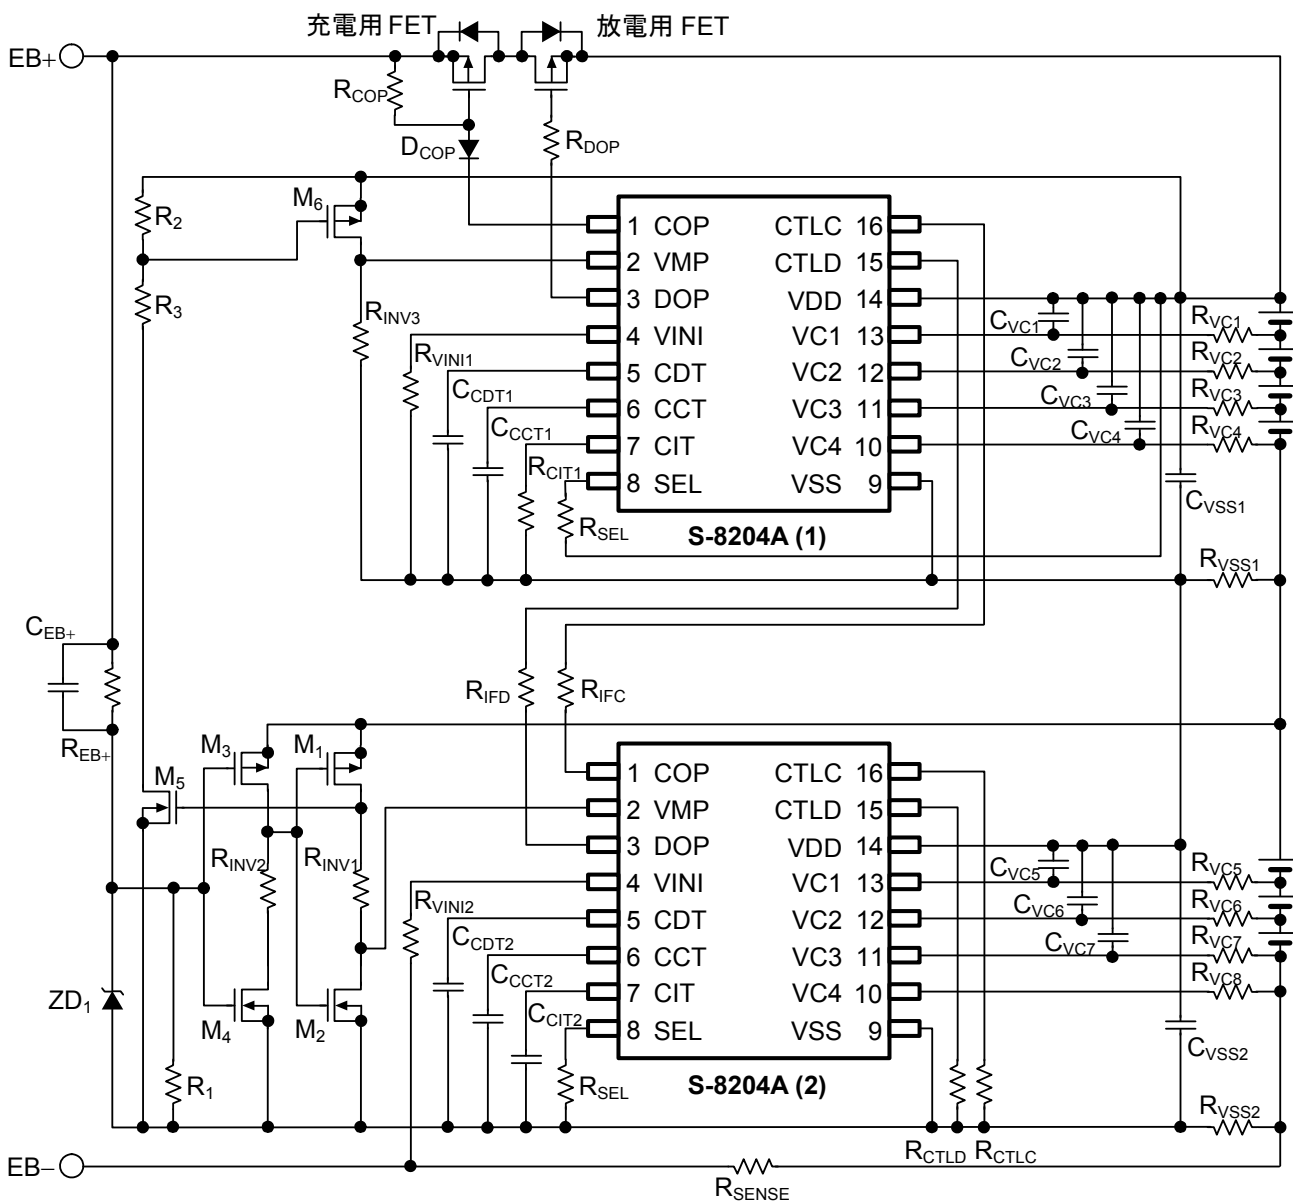 充電用 FET
放電用 FET
EB+
RCOP
DCOP
RDOP
R2
M6
R3
RINV3
RVINI1
CCDT1
CCCT1
RCIT1
RSEL
1 COP CTLC 16
2 VMP CTLD 15
3 DOP VDD 14
4 VINI VC1 13
5 CDT VC2 12
6 CCT VC3 11
7 CIT VC4 10
8 SEL VSS 9
S-8204A (1)
CVC1
CVC2
CVC3
CVC4
RVC1
RVC2
RVC3
RVC4
CVSS1
RVSS1
CEB+
REB+
RIFD
RIFC
M3
M1
M5
RINV2
RINV1
RVINI2
CCDT2
CCCT2
CCIT2
RSEL
ZD1
M4
M2
R1
1 COP CTLC 16
2 VMP CTLD 15
3 DOP VDD 14
4 VINI VC1 13
5 CDT VC2 12
6 CCT VC3 11
7 CIT VC4 10
8 SEL VSS 9
S-8204A (2)
CVC5
CVC6
CVC7
RVC5
RVC6
RVC7
RVC8
CVSS2
RVSS2
RCTLD
RCTLC
EB−
RSENSE